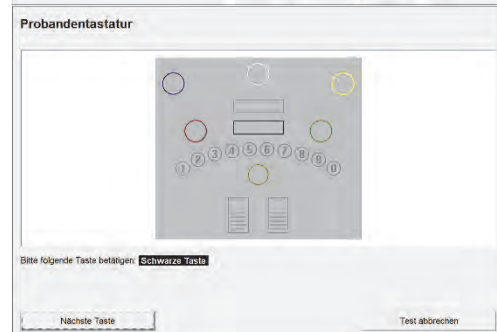 Probandentastatur
1 2 3 4 5 6 7 8 9 0
Bitte folgende Taste betätigen: Schwarze Taste
Nächste Taste Test abbrechen